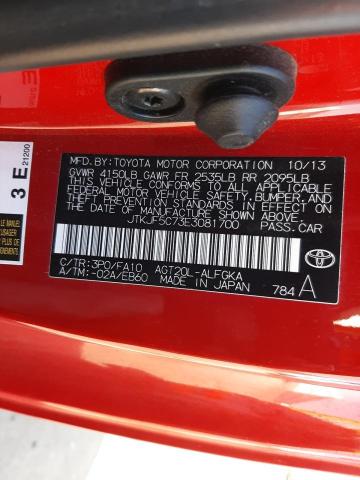 MFD.BY:TOYOTA MOTOR CORPORATION 10/13
GVWR 4150LB GAWR FR 2535LB RR 2095LB
THIS VEHICLE CONFORMS TO ALL APPLICABLE
FEDERAL MOTOR VEHICLE SAFETY, BUMPER, AND
THEFT PREVENTION STANDARDS IN EFFECT ON
THE DATE OF MANUFACTURE SHOWN ABOVE.
JTKJF5C73E3081700 PASS.CAR
C/TR:3P0/FA10 AGT20L-ALFGKA
A/TM:-02A/EB60 MADE IN JAPAN
784 A
3 E
21200